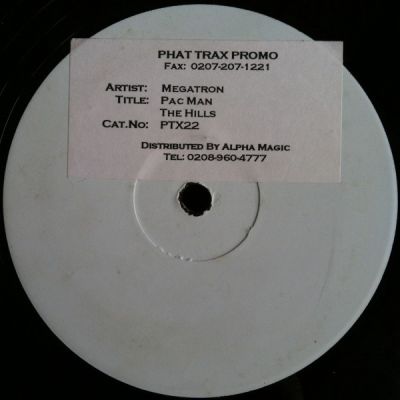 PHAT TRAX PROMO
FAX: 0207-207-1221
ARTIST: MEGATRON
TITLE: PAC MAN
THE HILLS
CAT.NO: PTX22
DISTRIBUTED BY ALPHA MAGIC
TEL: 0208-960-4777